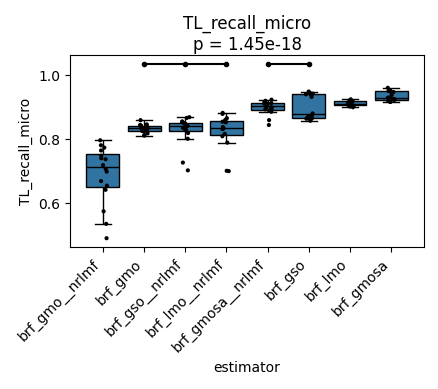 TL_recall_micro
p = 1.45e-18
TL_recall_micro
1.0
0.8
0.6
brf_gmo__nrlmf
brf_gmo
brf_gso__nrlmf
brf_lmo__nrlmf
brf_gmosa__nrlmf
brf_gso
brf_lmo
brf_gmosa
estimator